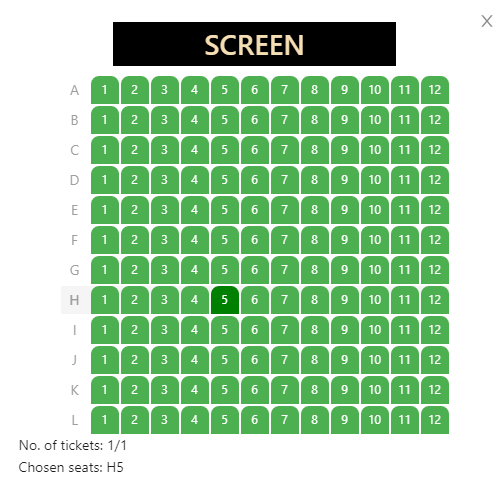 SCREEN
A 1 2 3 4 5 6 7 8 9 10 11 12
B 1 2 3 4 5 6 7 8 9 10 11 12
C 1 2 3 4 5 6 7 8 9 10 11 12
D 1 2 3 4 5 6 7 8 9 10 11 12
E 1 2 3 4 5 6 7 8 9 10 11 12
F 1 2 3 4 5 6 7 8 9 10 11 12
G 1 2 3 4 5 6 7 8 9 10 11 12
H 1 2 3 4 5 6 7 8 9 10 11 12
I 1 2 3 4 5 6 7 8 9 10 11 12
J 1 2 3 4 5 6 7 8 9 10 11 12
K 1 2 3 4 5 6 7 8 9 10 11 12
L 1 2 3 4 5 6 7 8 9 10 11 12
No. of tickets: 1/1
Chosen seats: H5